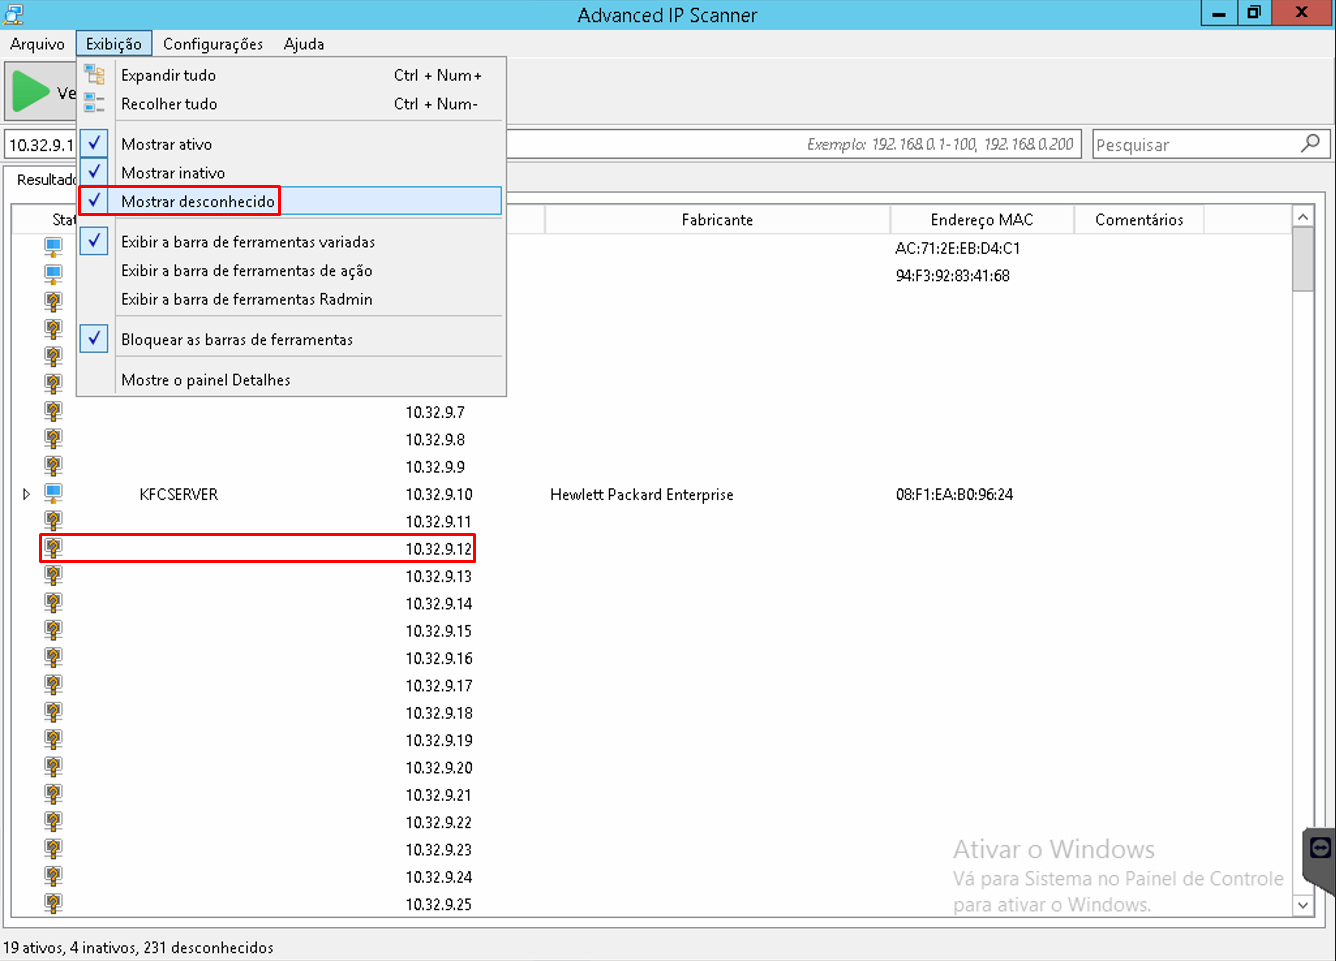 Advanced IP Scanner
Arquivo Exibição Configurações Ajuda
Ve
Expandir tudo Ctrl + Num+
Recolher tudo Ctrl + Num-
10.32.9.1 Exemplo: 192.168.0.1-100, 192.168.0.200 Pesquisar
Mostrar ativo
Mostrar inativo
Resultado
Mostrar desconhecido
Stat Fabricante Endereço MAC Comentários
Exibir a barra de ferramentas variadas
AC:71:2E:EB:D4:C1
Exibir a barra de ferramentas de ação
94:F3:92:83:41:68
Exibir a barra de ferramentas Radmin
Bloquear as barras de ferramentas
Mostre o painel Detalhes
10.32.9.7
10.32.9.8
10.32.9.9
KFCSERVER 10.32.9.10 Hewlett Packard Enterprise 08:F1:EA:B0:96:24
10.32.9.11
10.32.9.12
10.32.9.13
10.32.9.14
10.32.9.15
10.32.9.16
10.32.9.17
10.32.9.18
10.32.9.19
10.32.9.20
10.32.9.21
10.32.9.22
10.32.9.23
10.32.9.24
10.32.9.25
Ativar o Windows
Vá para Sistema no Painel de Controle
para ativar o Windows.
19 ativos, 4 inativos, 231 desconhecidos